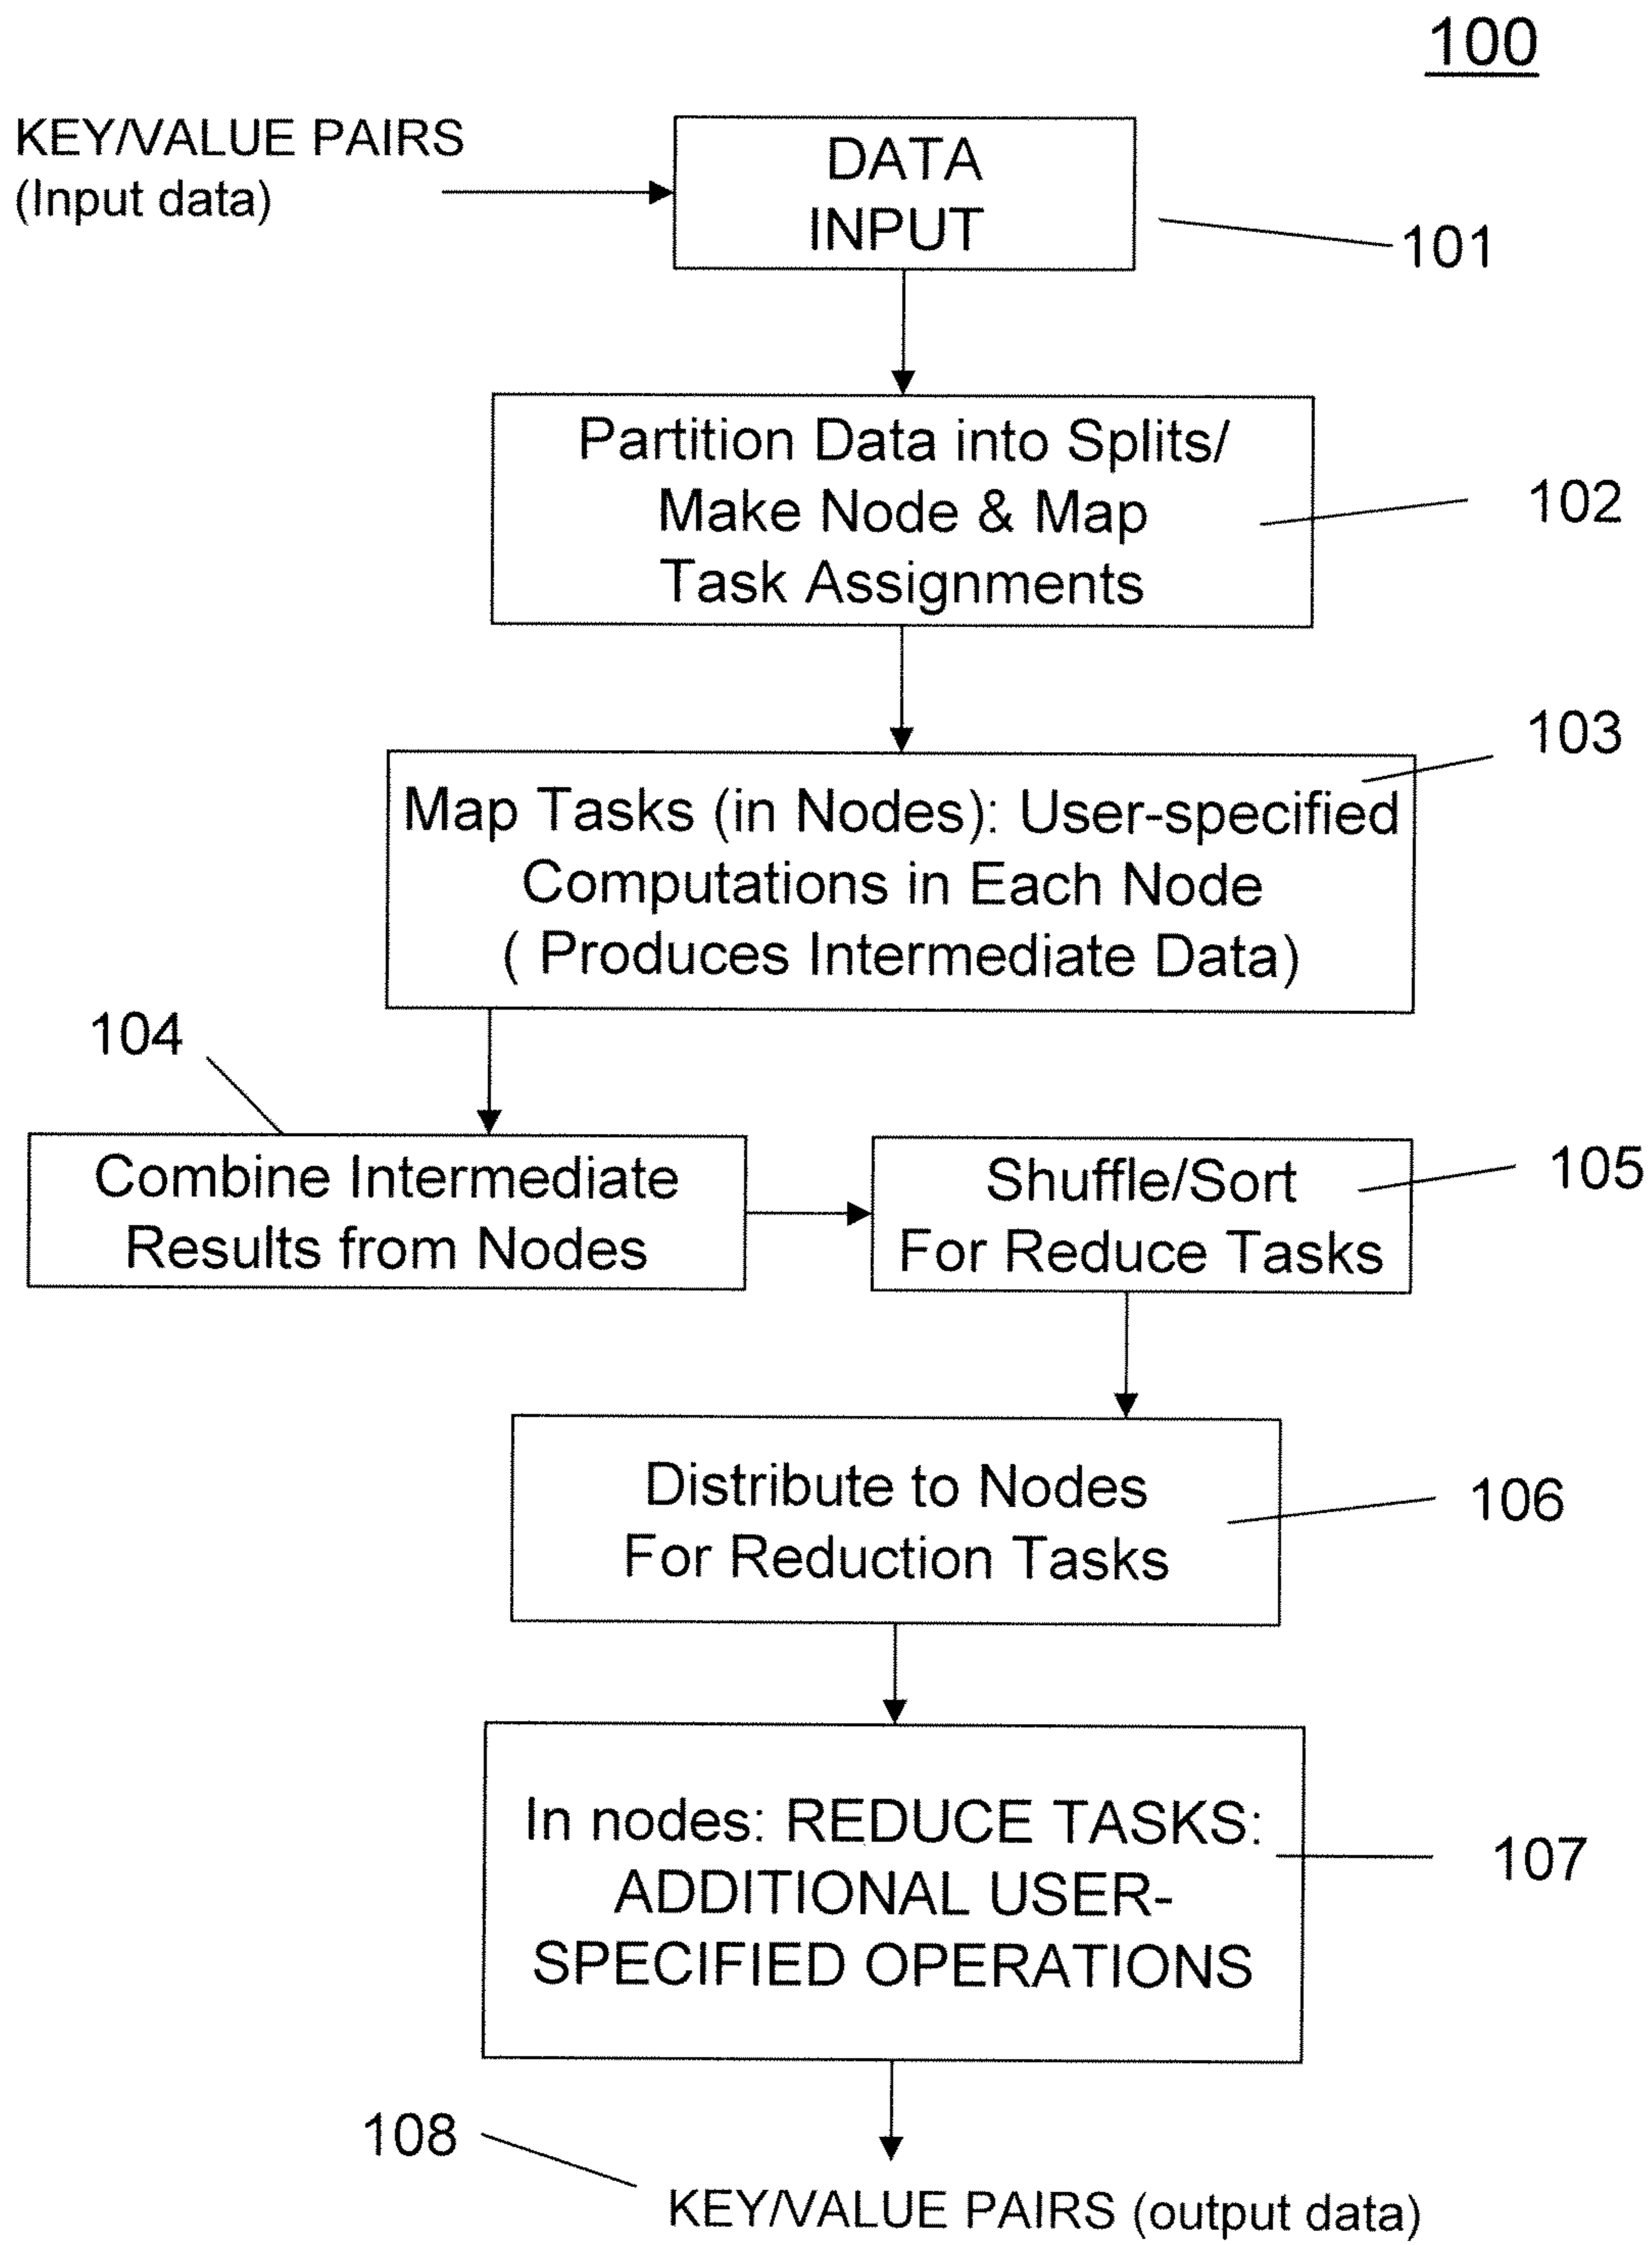 100
KEY/VALUE PAIRS
(Input data)
DATA
INPUT
101
Partition Data into Splits/
Make Node & Map
Task Assignments
102
103
Map Tasks (in Nodes): User-specified
Computations in Each Node
( Produces Intermediate Data)
104
Combine Intermediate
Results from Nodes
Shuffle/Sort
For Reduce Tasks
105
Distribute to Nodes
For Reduction Tasks
106
In nodes: REDUCE TASKS:
ADDITIONAL USER-
SPECIFIED OPERATIONS
107
108
KEY/VALUE PAIRS (output data)